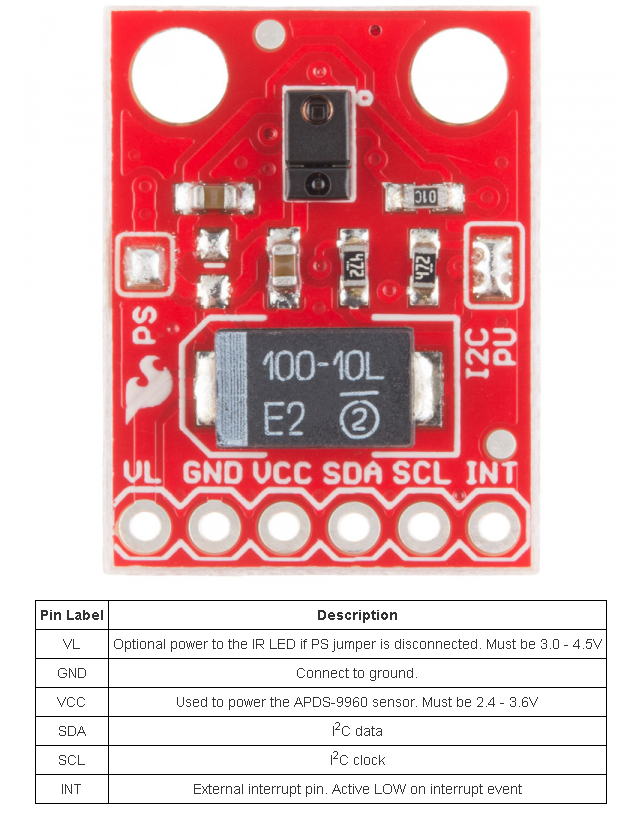 01C
472
472
PS
I2C
PU
100-10L
E2 2
VL GND VCC SDA SCL INT
Pin Label Description
VL Optional power to the IR LED if PS jumper is disconnected. Must be 3.0 - 4.5V
GND Connect to ground.
VCC Used to power the APDS-9960 sensor. Must be 2.4 - 3.6V
SDA I²C data
SCL I²C clock
INT External interrupt pin. Active LOW on interrupt event